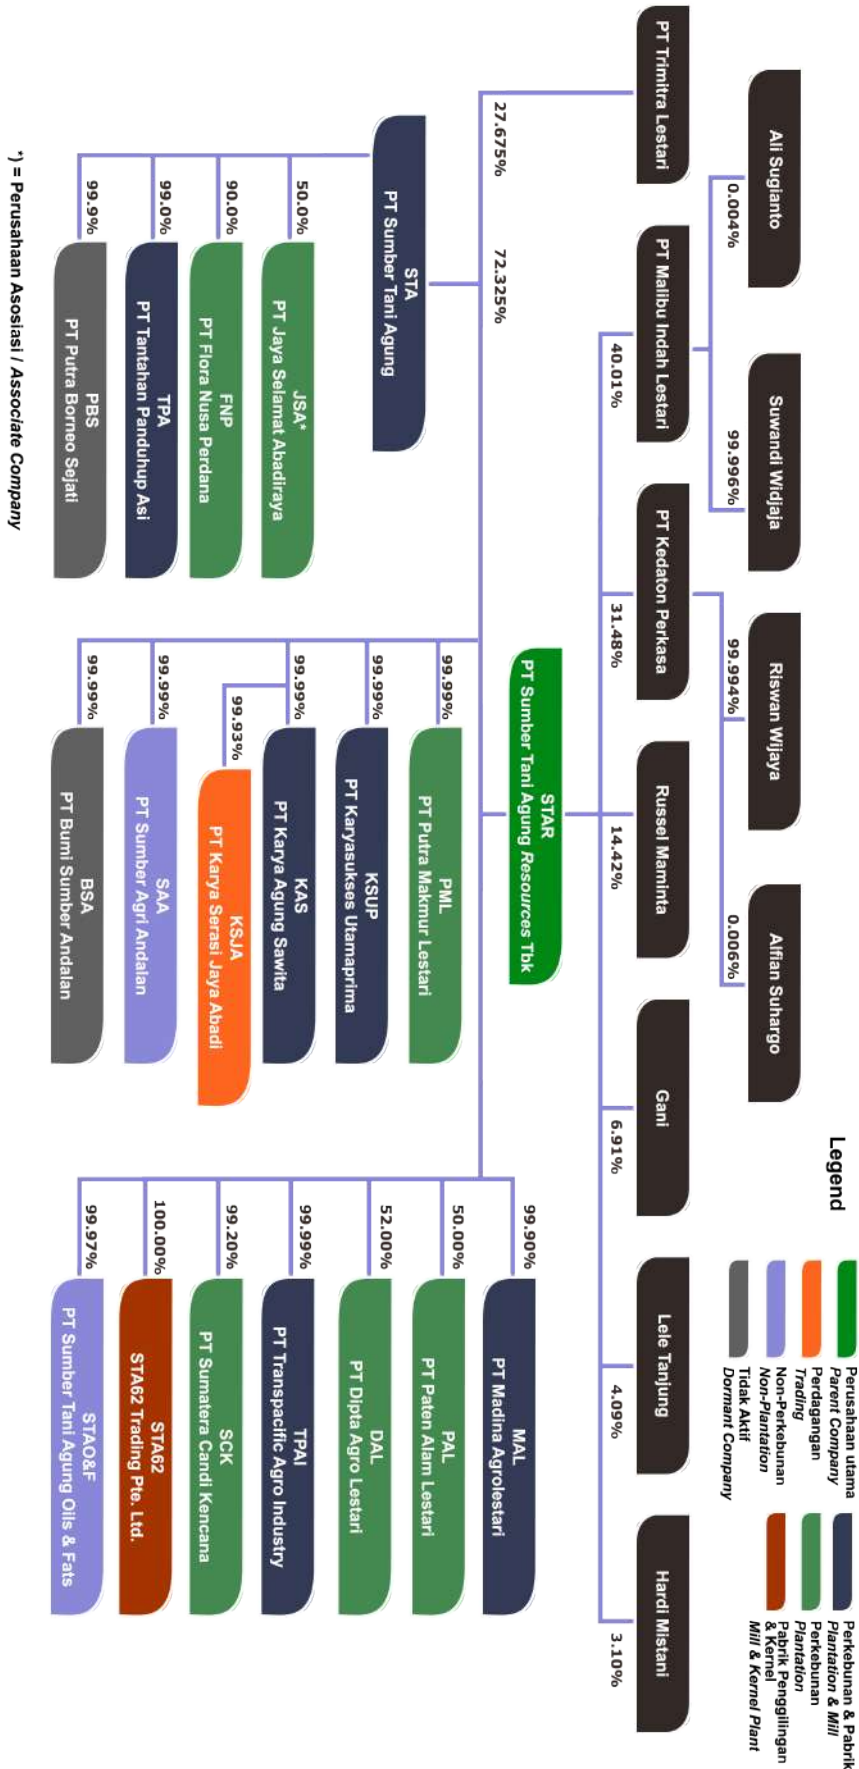 Legend
Perusahaan utama
Parent Company
Perdagangan
Trading
Non-Perkebunan
Non-Plantation
Tidak Aktif
Dormant Company
Perkebunan & Pabrik
Plantation & Mill
Perkebunan
Plantation
Pabrik Penggilingan
& Kernel
Mill & Kernel Plant
Ali Sugianto
Suwandi Widjaja
Riswan Wijaya
Alfian Suhargo
0.004%
99.996%
99.994%
0.006%
PT Trimitra Lestari
PT Malibu Indah Lestari
PT Kedaton Perkasa
Russel Maminta
Gani
Lele Tanjung
Hardi Mistani
40.01%
31.48%
14.42%
6.91%
4.09%
3.10%
STAR
PT Sumber Tani Agung Resources Tbk
27.675%
72.325%
STA
PT Sumber Tani Agung
50.0%
JSA*
PT Jaya Selamat Abadiraya
90.0%
FNP
PT Flora Nusa Perdana
99.0%
TPA
PT Tantahan Panduhup Asi
99.9%
PBS
PT Putra Borneo Sejati
99.99%
PML
PT Putra Makmur Lestari
99.99%
KSUP
PT Karyasukses Utamaprima
99.99%
KAS
PT Karya Agung Sawita
99.93%
KSJA
PT Karya Serasi Jaya Abadi
99.99%
SAA
PT Sumber Agri Andalan
99.99%
BSA
PT Bumi Sumber Andalan
99.90%
MAL
PT Madina Agrolestari
50.00%
PAL
PT Paten Alam Lestari
52.00%
DAL
PT Dipta Agro Lestari
99.99%
TPAI
PT Transpacific Agro Industry
99.20%
SCK
PT Sumatera Candi Kencana
100.00%
STA62
STA62 Trading Pte. Ltd.
99.97%
STAO&F
PT Sumber Tani Agung Oils & Fats
*) = Perusahaan Asosiasi / Associate Company